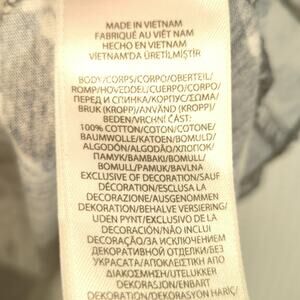 MADE IN VIETNAM
FABRIQUÉ AU VIÊT NAM
HECHO EN VIETNAM
VİETNAM'DA ÜRETİLMİŞTİR
BODY/CORPS/CORPO/OBERTEIL/
ROMP/HOVEDDEL/CUERPO/CORPO/
ПЕРЕД И СПИНКА/КОРПУС/ΣΩΜΑ/
BRUK (KROPP)/ANVÄND (KROPP)/
BEDEN/VRCHNÍ ČÁST:
100% COTTON/COTON/COTONE/
BAUMWOLLE/KATOEN/BOMULD/
ALGODÓN/ALGODÃO/ХЛОПОК/
ΠΑΜΥΚ/ΒΑΜΒΑΚΙ/BOMULL/
BOMULL/PAMUK/BAVLNA
EXCLUSIVE OF DECORATION/SAUF
DÉCORATION/ESCLUSA LA
DECORAZIONE/AUSGENOMMEN
DEKORATION/BEHALVE VERSIERING/
UDEN PYNT/EXCLUSIVO DE LA
DECORACIÓN/NÃO INCLUI
DECORAÇÃO/ЗА ИСКЛЮЧЕНИЕМ
ДЕКОРАТИВНОЙ ОТДЕЛКИ/БЕЗ
УКРАСАТА/ΑΠΟΚΛΕΙΕΤΑΙ ΑΠΟ
ΔΙΑΚΟΣΜΗΣΗ/UTELUKKER
DEKORASJON/ENBART
DEKORATION/DEKORASYON HARİÇ/